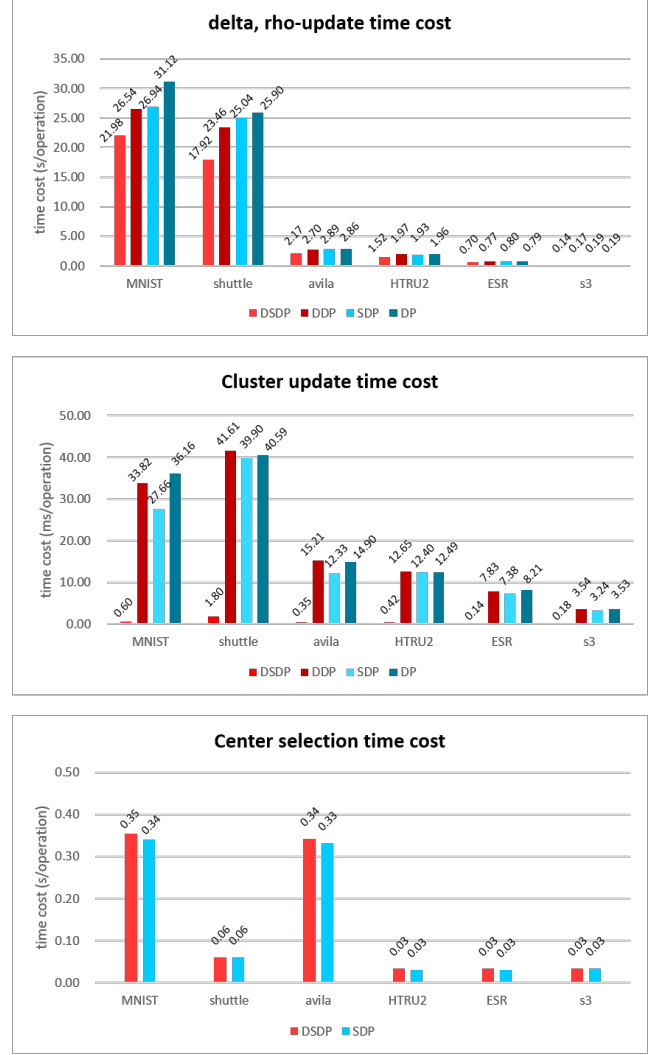 delta, rho-update time cost
time cost (s/operation)
35.00
30.00
25.00
20.00
15.00
10.00
5.00
0.00
21.98 26.54 26.94 31.12
17.92 23.46 25.04 25.90
2.17 2.70 2.89 2.86
1.52 1.97 1.93 1.96
0.70 0.77 0.80 0.79
0.14 0.17 0.19 0.19
MNIST shuttle avila HTRU2 ESR s3
DSDP DDP SDP DP
Cluster update time cost
time cost (ms/operation)
50.00
40.00
30.00
20.00
10.00
0.00
0.60 33.82 27.66 36.16
1.80 41.61 39.90 40.59
0.35 15.21 12.33 14.90
0.42 12.65 12.40 12.49
0.14 7.83 7.38 8.21
0.18 3.54 3.24 3.53
MNIST shuttle avila HTRU2 ESR s3
DSDP DDP SDP DP
Center selection time cost
time cost (s/operation)
0.50
0.40
0.30
0.20
0.10
0.00
0.35 0.34
0.06 0.06
0.34 0.33
0.03 0.03
0.03 0.03
0.03 0.03
MNIST shuttle avila HTRU2 ESR s3
DSDP SDP